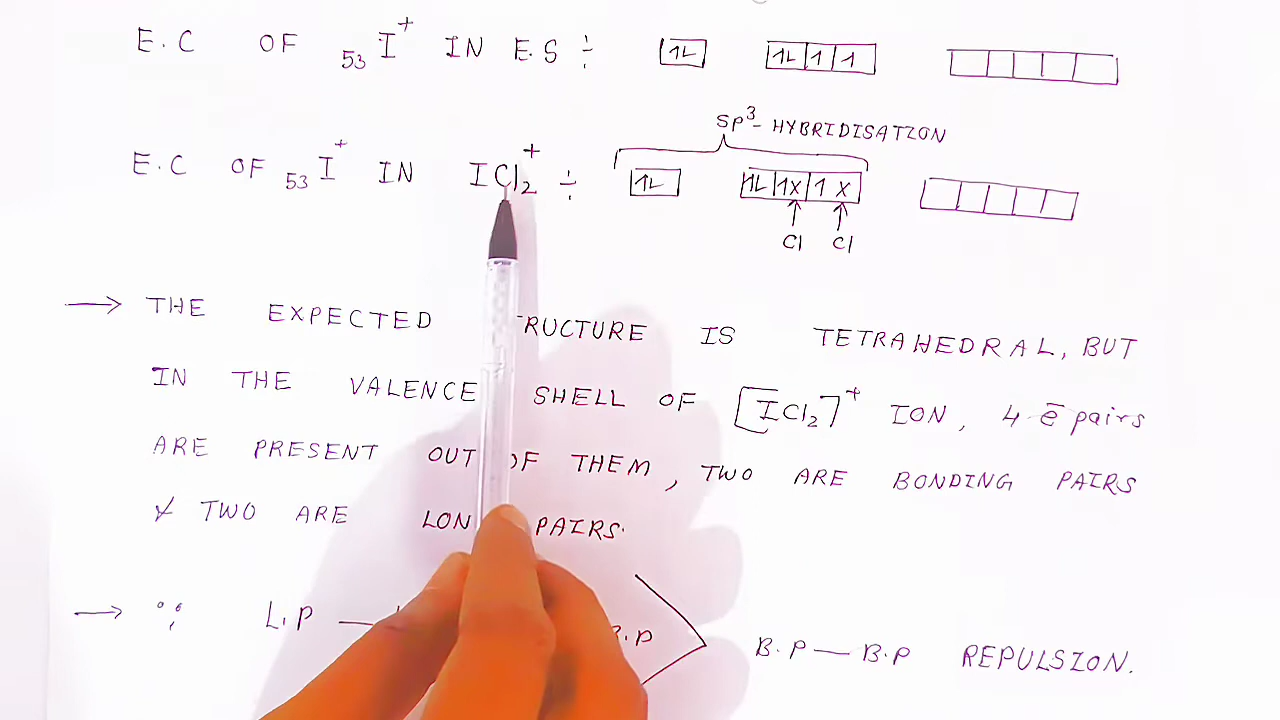 E.C OF 53I+ IN E.S ÷ 1L 1L 1 1
SP3-HYBRIDISATION
E.C OF 53I+ IN ICl2+ ÷ 1L 1L 1x 1 x
Cl Cl
→ THE EXPECTED RUCTURE IS TETRAHEDRAL, BUT
IN THE VALENCE SHELL OF [ICl2]+ ION, 4 ē pairs
ARE PRESENT OUT OF THEM, TWO ARE BONDING PAIRS
& TWO ARE LON PAIRS.
→ ∵ L.P — B.P > B.P — B.P REPULSION.